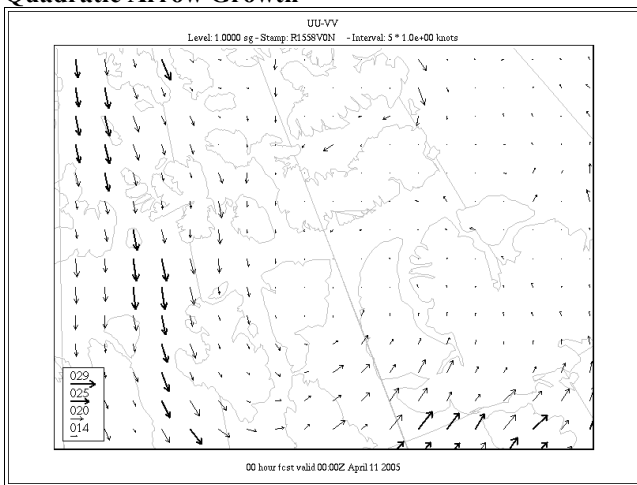 Quadratic Arrow Growth
UU-VV
Level: 1.0000 sg - Stamp: R1558V0N - Interval: 5 * 1.0e+00 knots
029
025
020
014
00 hour fcst valid 00:00Z April 11 2005